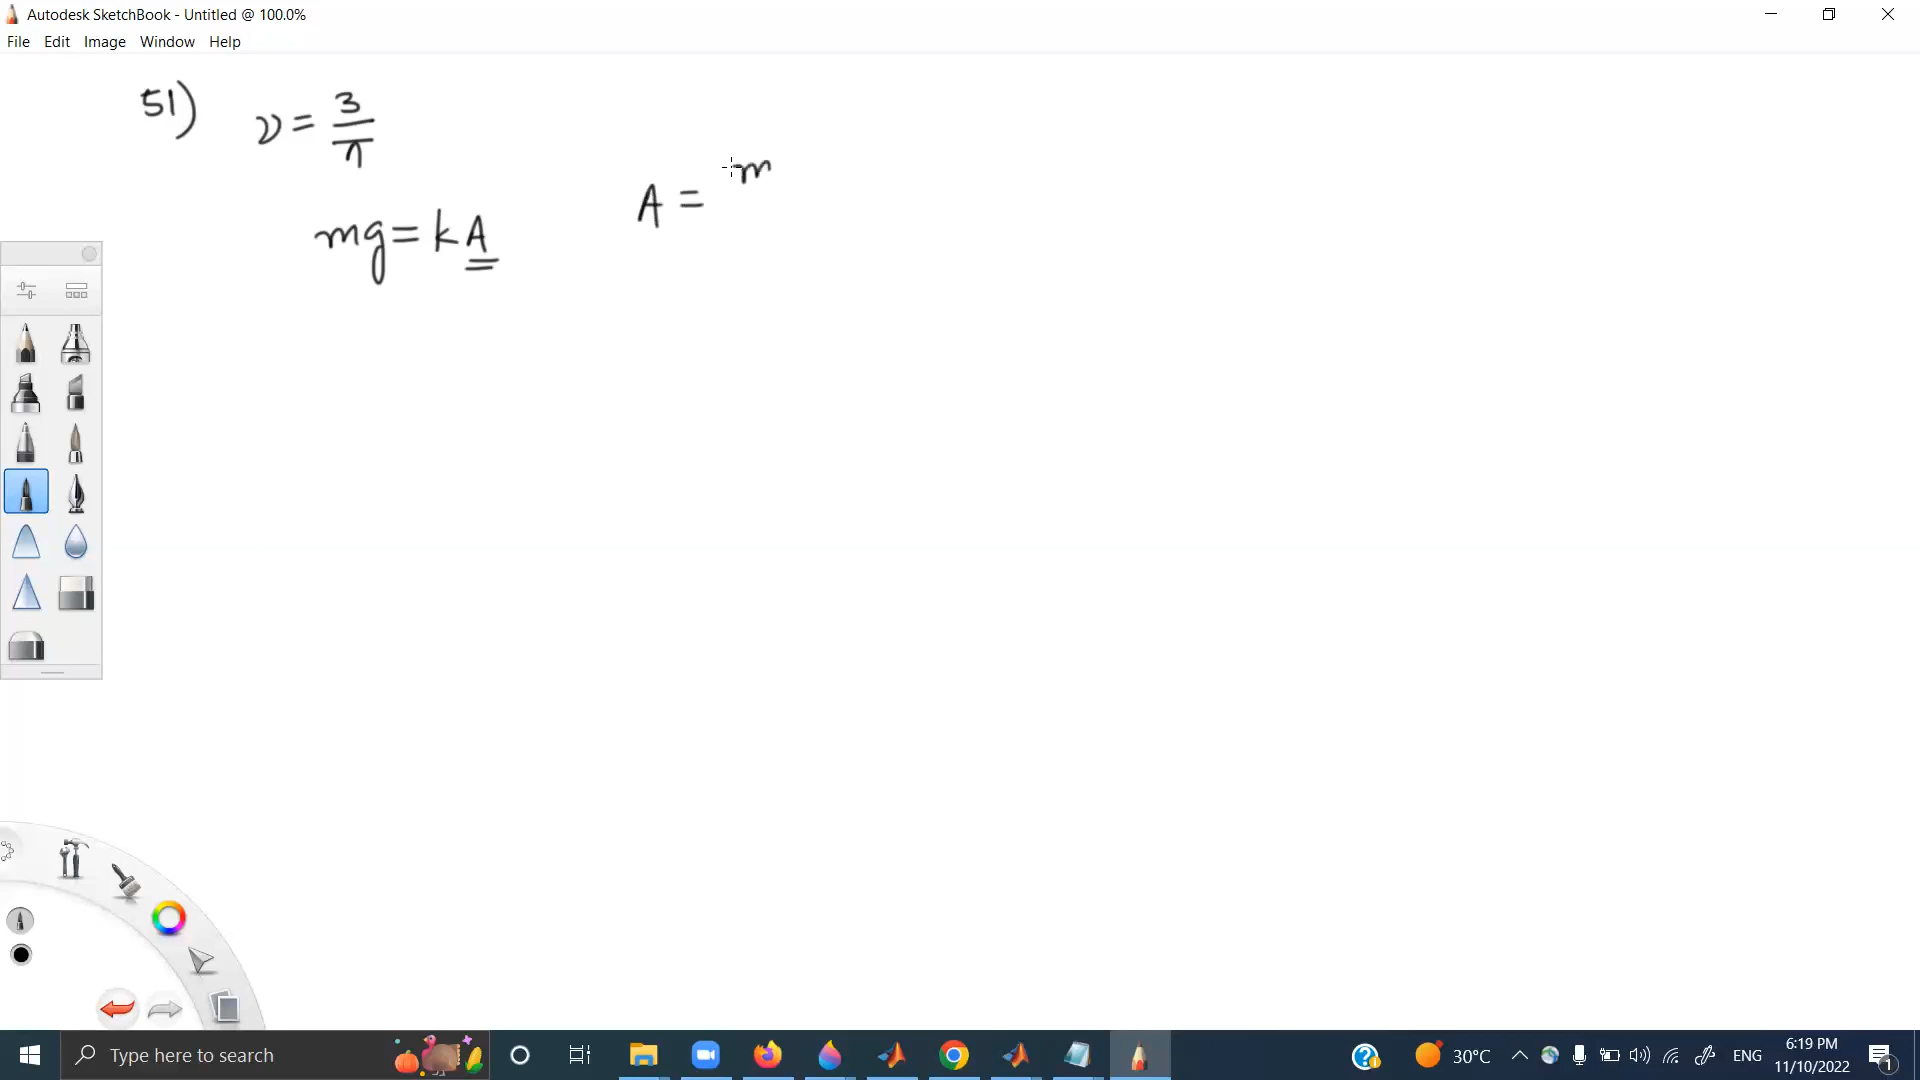 Autodesk SketchBook - Untitled @ 100.0%
File Edit Image Window Help
51) ν = 3/π
mg = kA
A = m
Type here to search
30°C
ENG
6:19 PM
11/10/2022
1